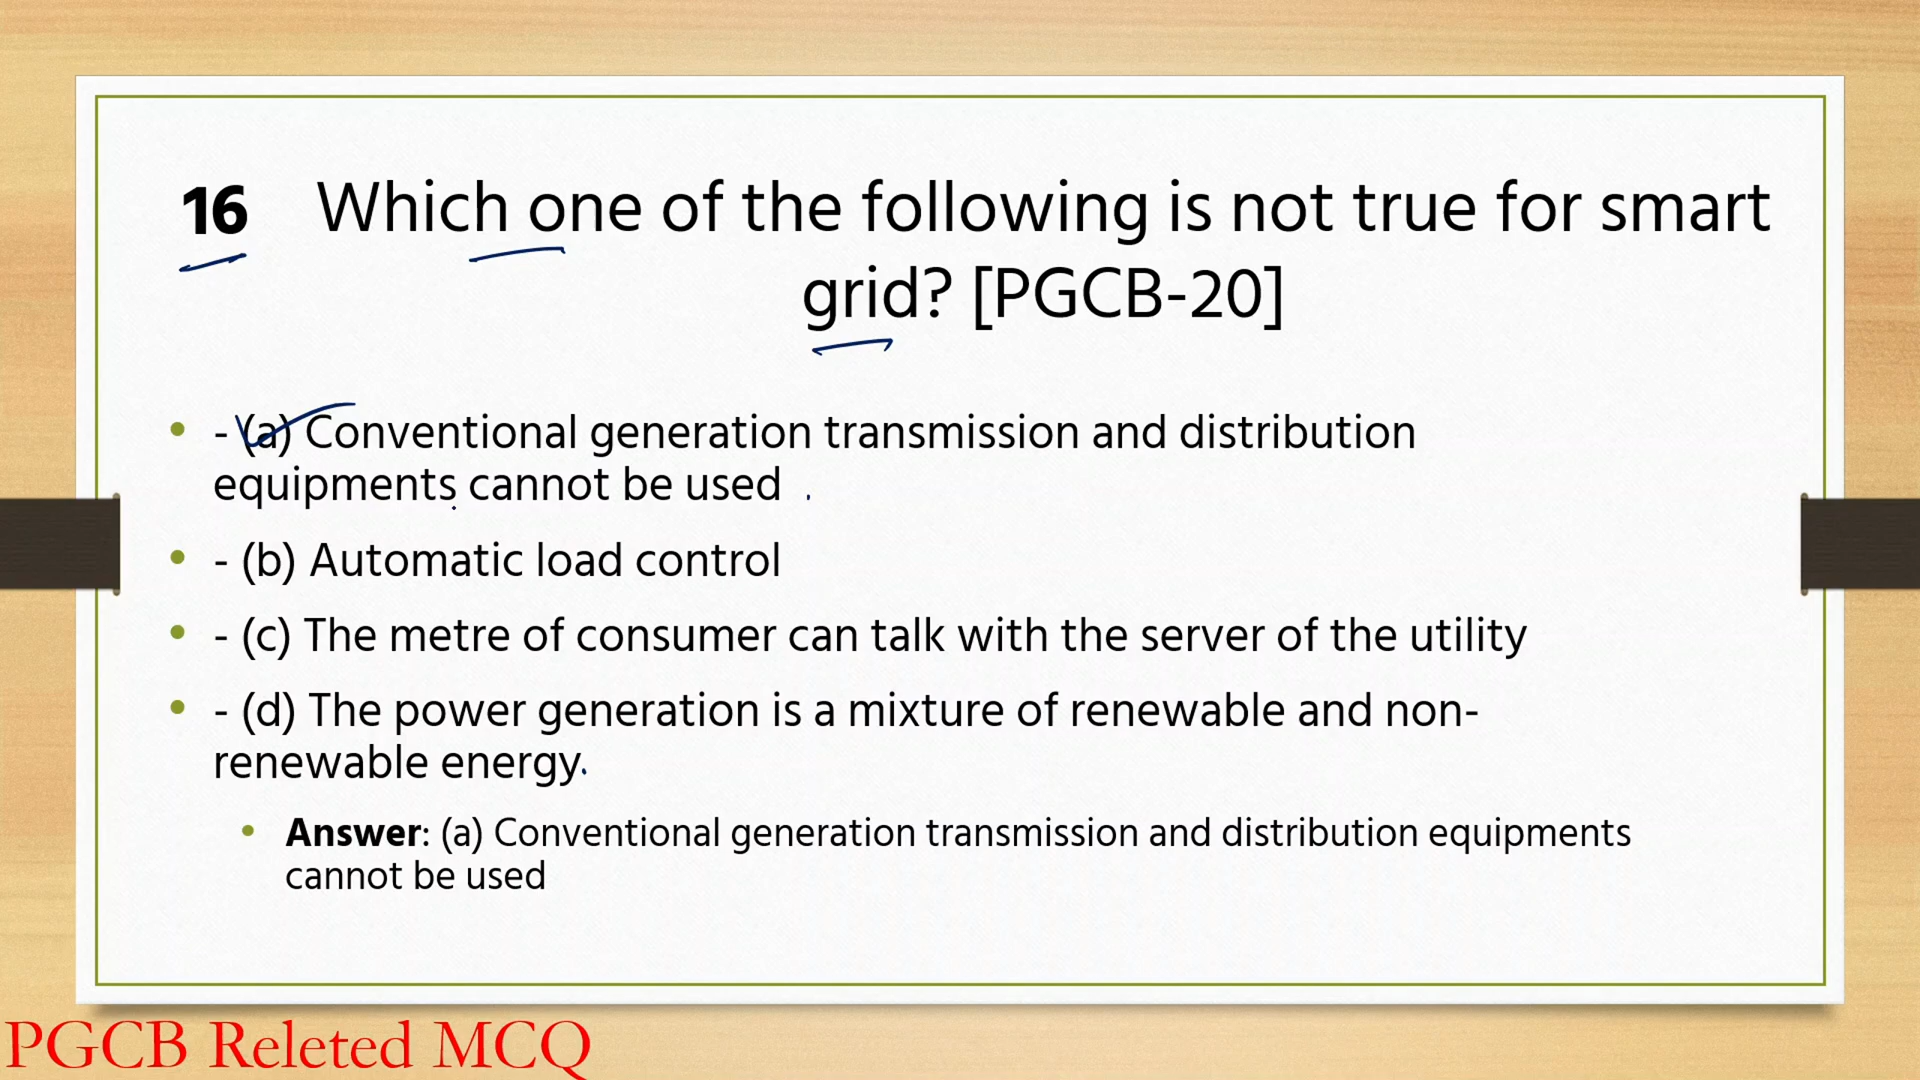 16 Which one of the following is not true for smart
grid? [PGCB-20]
• - (a) Conventional generation transmission and distribution
equipments cannot be used
• - (b) Automatic load control
• - (c) The metre of consumer can talk with the server of the utility
• - (d) The power generation is a mixture of renewable and non-
renewable energy.
• Answer: (a) Conventional generation transmission and distribution equipments
cannot be used
PGCB Releted MCQ